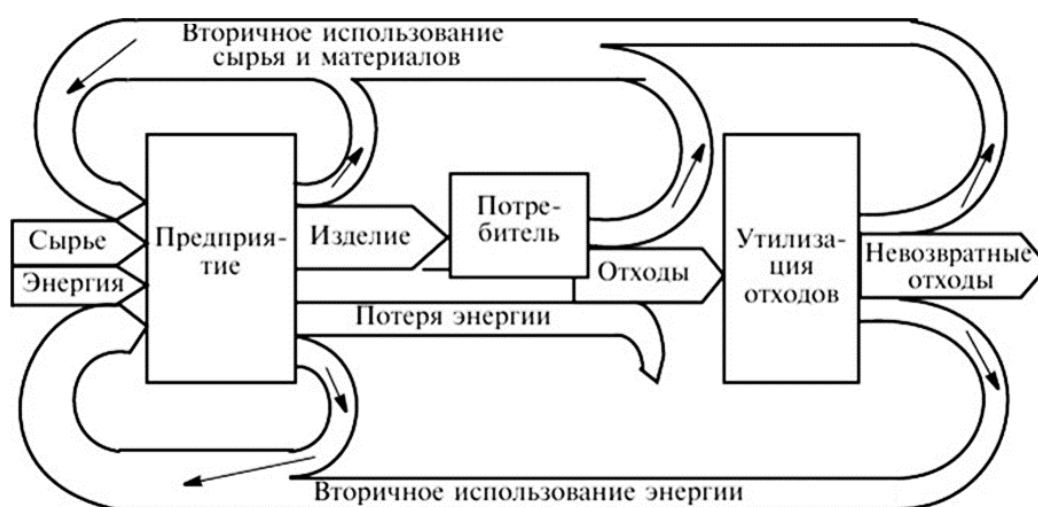 Вторичное использование
сырья и материалов
Сырье
Энергия
Предприя-
тие
Изделие
Потре-
битель
Отходы
Потеря энергии
Утилиза-
ция
отходов
Невозвратные
отходы
Вторичное использование энергии